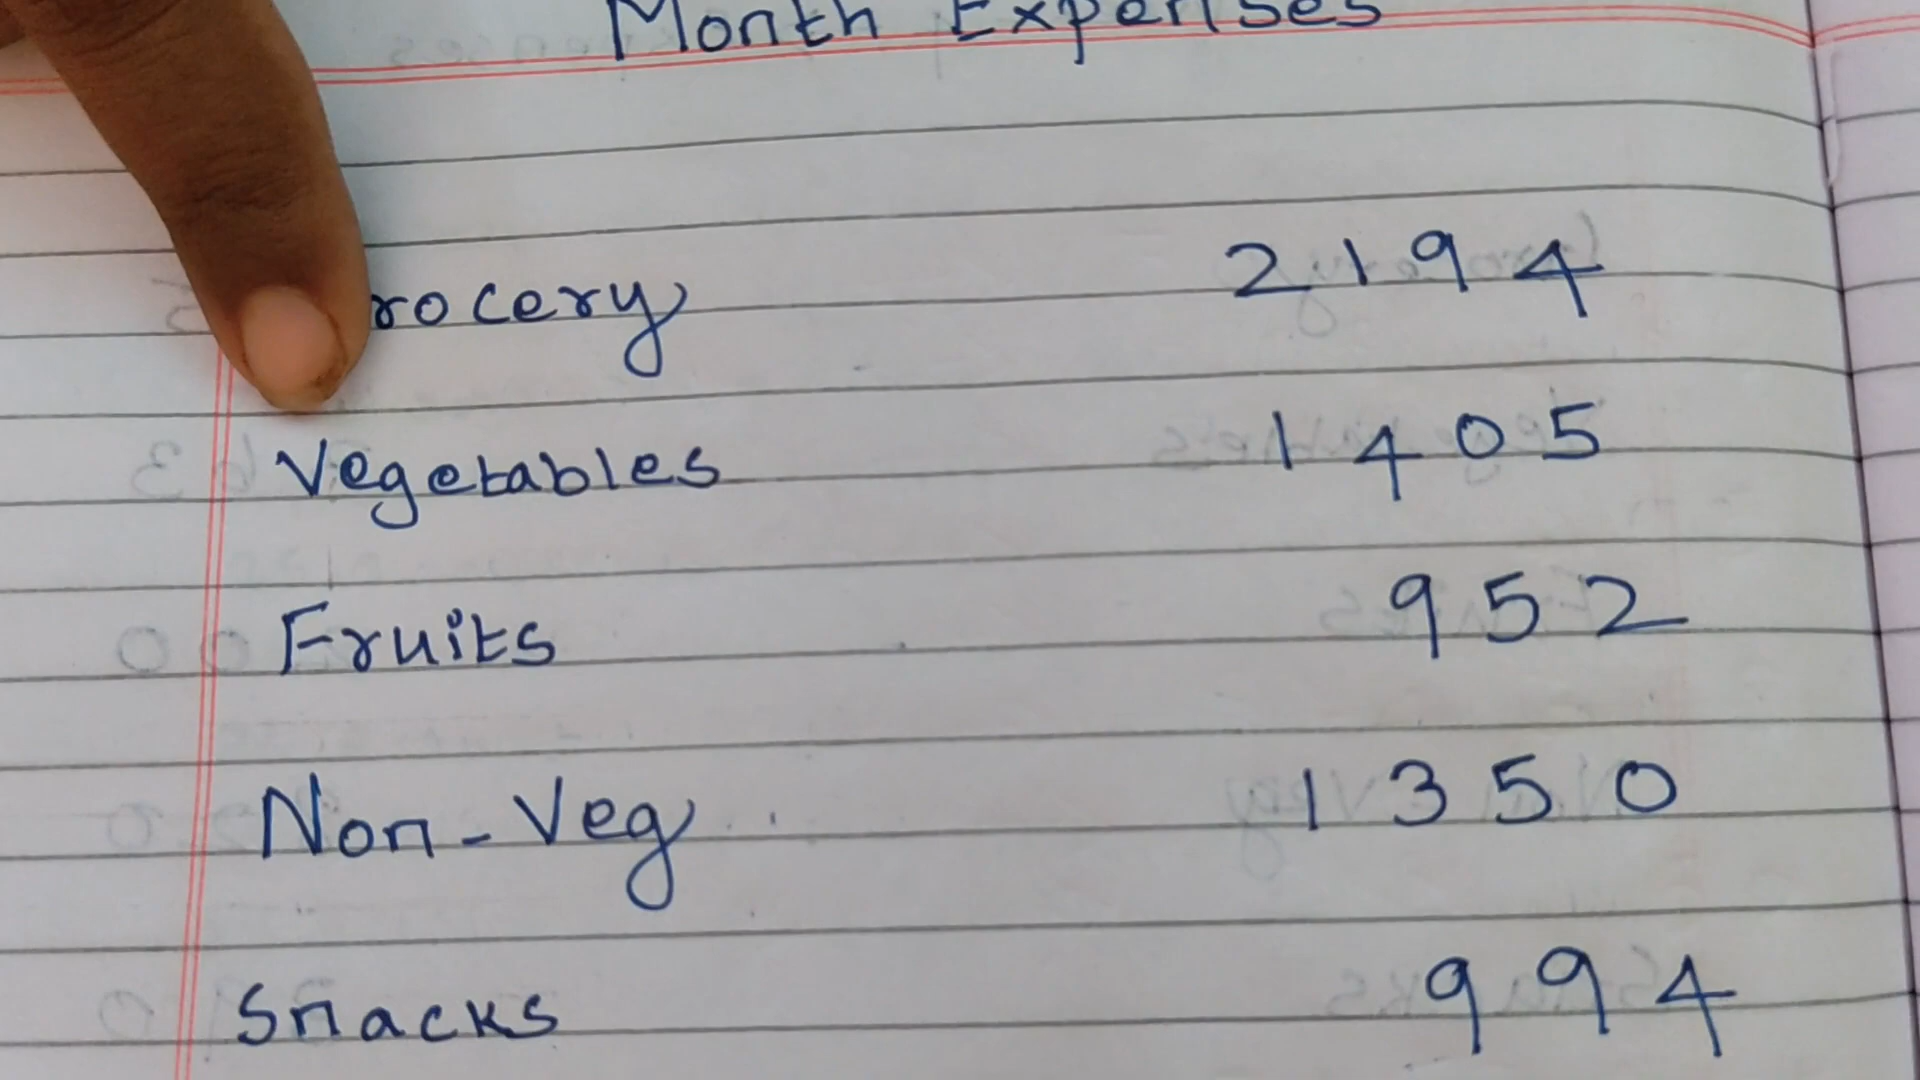 Month Expenses
rocery 2194
Vegetables 1405
Fruits 952
Non-Veg 1350
Snacks 994